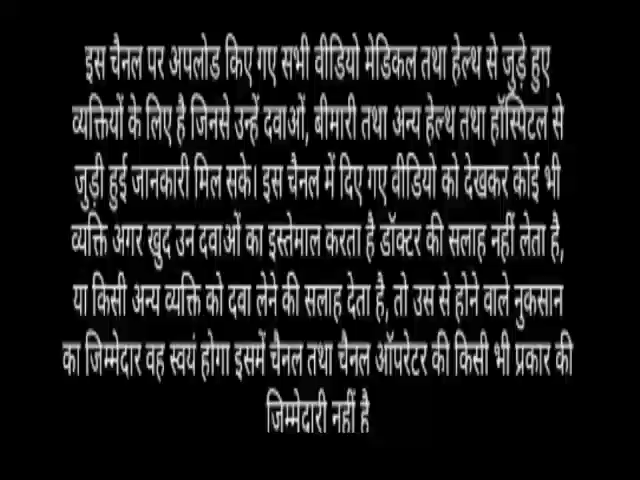 इस चैनल पर अपलोड किए गए सभी वीडियो मेडिकल तथा हेल्थ से जुड़े हुए
व्यक्तियों के लिए है जिनसे उन्हें दवाओं, बीमारी तथा अन्य हेल्थ तथा हॉस्पिटल से
जुड़ी हुई जानकारी मिल सके। इस चैनल में दिए गए वीडियो को देखकर कोई भी
व्यक्ति अगर खुद उन दवाओं का इस्तेमाल करता है डॉक्टर की सलाह नहीं लेता है,
या किसी अन्य व्यक्ति को दवा लेने की सलाह देता है, तो उस से होने वाले नुकसान
का जिम्मेदार वह स्वयं होगा इसमें चैनल तथा चैनल ऑपरेटर की किसी भी प्रकार की
जिम्मेदारी नहीं है